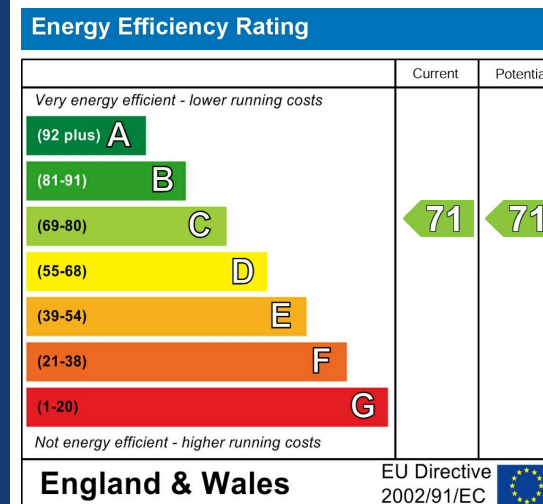 Energy Efficiency Rating
Current Potentia
Very energy efficient - lower running costs
(92 plus) A
(81-91) B
(69-80) C 71 71
(55-68) D
(39-54) E
(21-38) F
(1-20) G
Not energy efficient - higher running costs
England & Wales
EU Directive
2002/91/EC